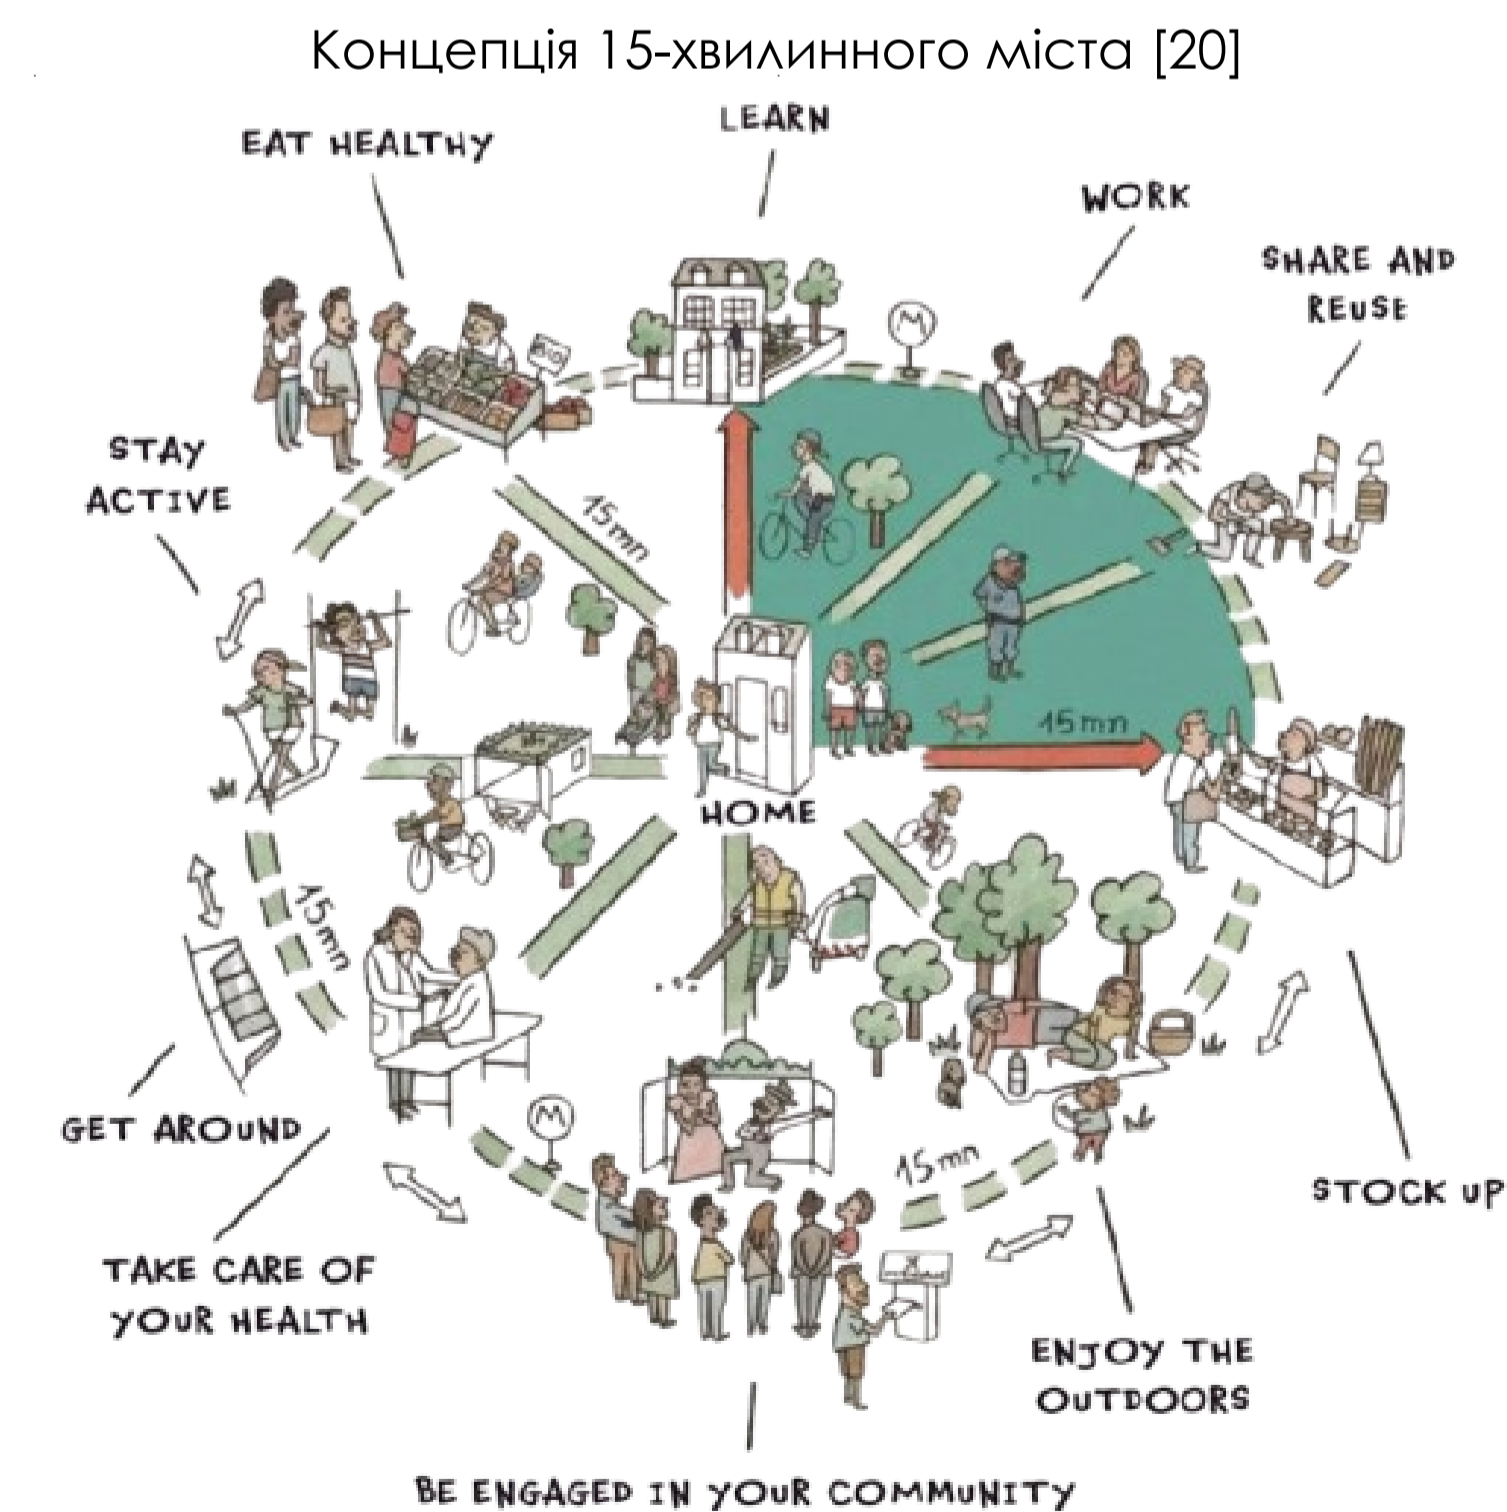 Концепція 15-хвилинного міста [20]
LEARN
EAT HEALTHY
WORK
SHARE AND
REUSE
M
BIO
STAY
ACTIVE
15mn
15mn
HOME
15mn
M
15mn
GET AROUND
STOCK UP
TAKE CARE OF
YOUR HEALTH
ENJOY THE
OUTDOORS
BE ENGAGED IN YOUR COMMUNITY